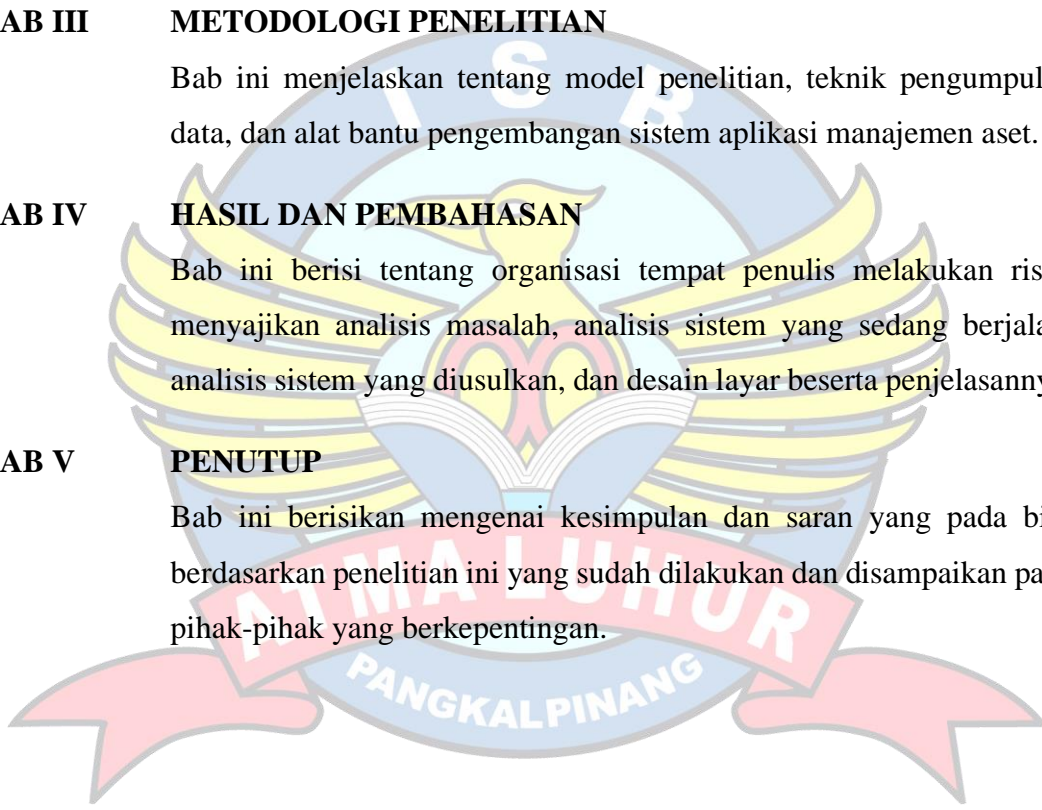 AB III METODOLOGI PENELITIAN
Bab ini menjelaskan tentang model penelitian, teknik pengumpul
data, dan alat bantu pengembangan sistem aplikasi manajemen aset.
AB IV HASIL DAN PEMBAHASAN
Bab ini berisi tentang organisasi tempat penulis melakukan ris
menyajikan analisis masalah, analisis sistem yang sedang berjala
analisis sistem yang diusulkan, dan desain layar beserta penjelasanny
AB V PENUTUP
Bab ini berisikan mengenai kesimpulan dan saran yang pada bi
berdasarkan penelitian ini yang sudah dilakukan dan disampaikan pa
pihak-pihak yang berkepentingan.
I S B
ATMA LUHUR
PANGKALPINANG